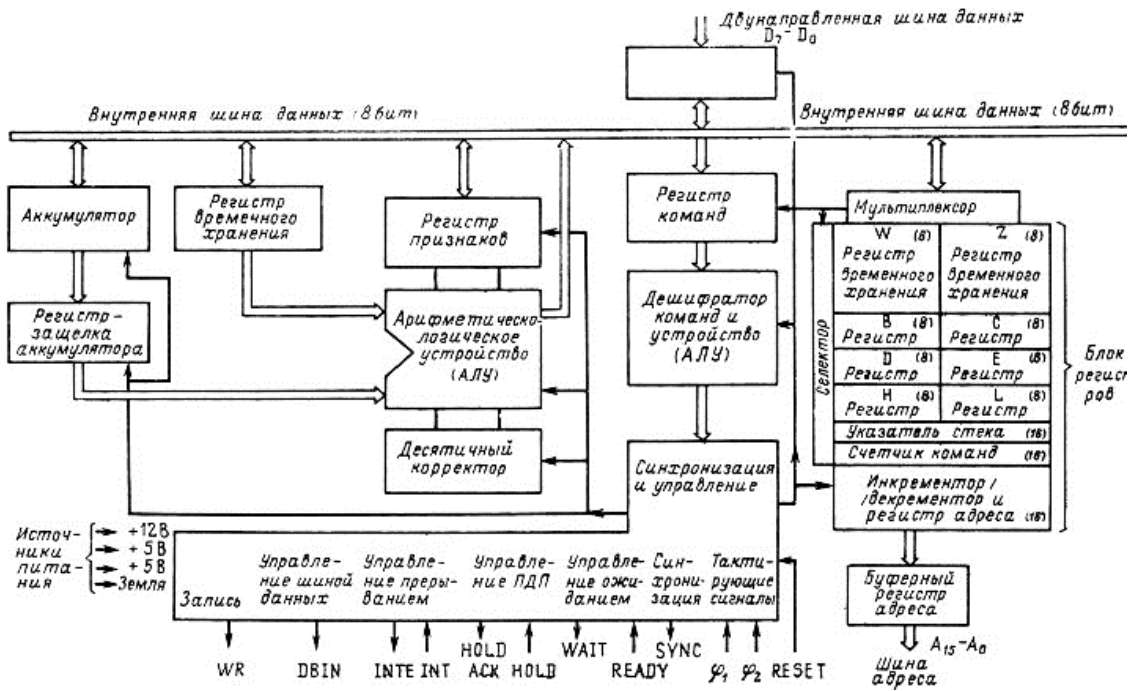 Двунаправленная шина данных
D₇-D₀
Внутренняя шина данных (8бит)
Внутренняя шина данных (8бит)
Аккумулятор
Регистр
временного
хранения
Регистр
признаков
Регистр
команд
Мультиплексор
Селектор
W (8)
Регистр
временного
хранения
Z (8)
Регистр
временного
хранения
B (8)
Регистр
C (8)
Регистр
D (8)
Регистр
E (8)
Регистр
H (8)
Регистр
L (8)
Регистр
Указатель стека (16)
Счетчик команд (16)
Инкрементор/
/декрементор и
регистр адреса (16)
Блок
регист
ров
Регистр-
защелка
аккумулятора
Арифметическо-
логическое
устройство
(АЛУ)
Дешифратор
команд и
устройство
(АЛУ)
Десятичный
корректор
Синхронизация
и управление
Источ-
ники
пита-
ния
+12В
+5В
+5В
Земля
Запись
Управле-
ние шиной
данных
Управле-
ние преры-
ванием
Управле-
ние ПДП
Управле-
ние ожи-
данием
Син-
хрони-
зация
Такти-
рующие
сигналы
WR
DBIN
INTE
INT
HOLD
ACK
HOLD
WAIT
READY
SYNC
φ₁
φ₂
RESET
Буферный
регистр
адреса
A₁₅-A₀
Шина
адреса